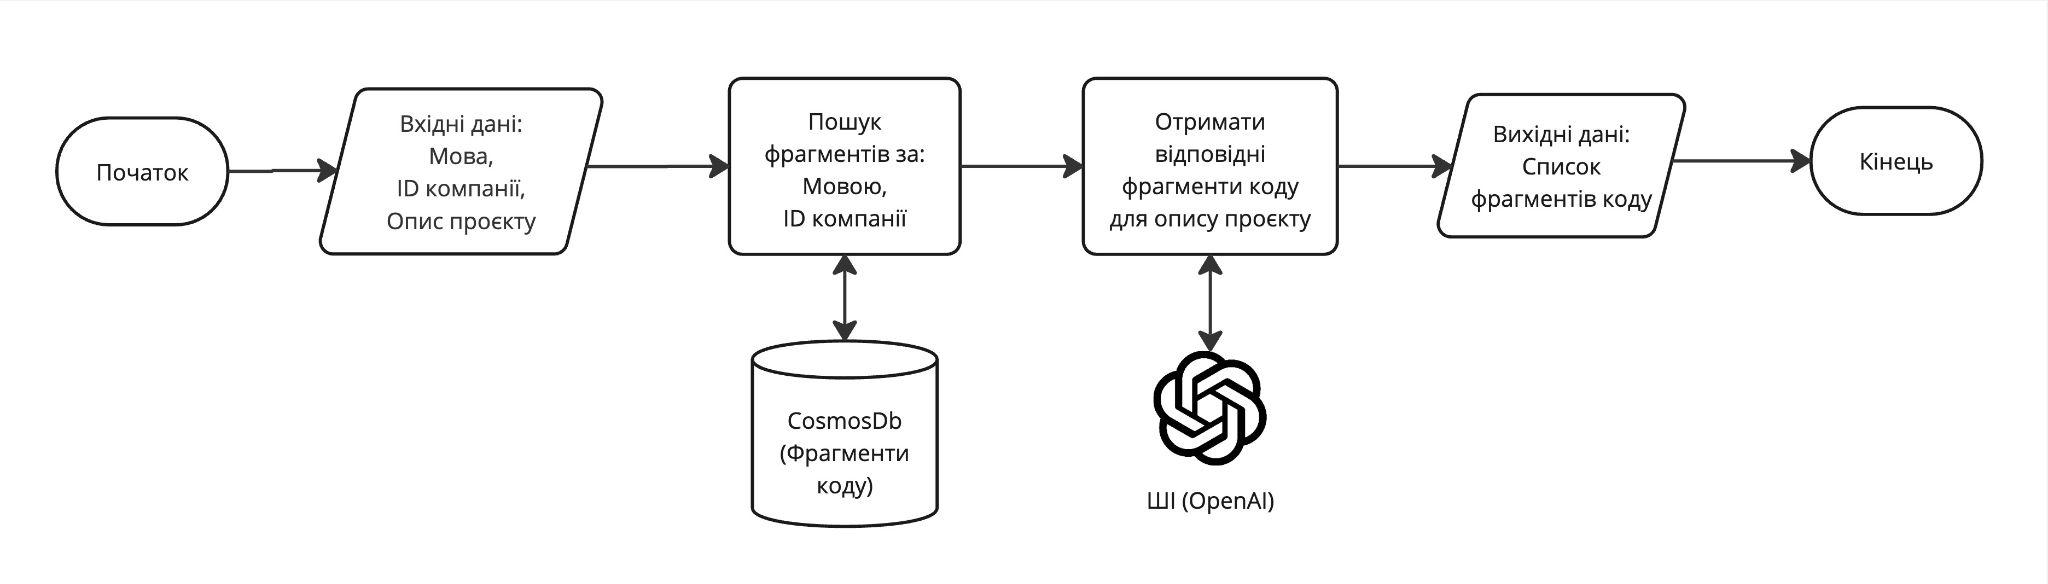 Початок
Вхідні дані:
Мова,
ID компанії,
Опис проєкту
Пошук
фрагментів за:
Мовою,
ID компанії
Отримати
відповідні
фрагменти коду
для опису проєкту
Вихідні дані:
Список
фрагментів коду
Кінець
CosmosDb
(Фрагменти
коду)
ШІ (OpenAI)